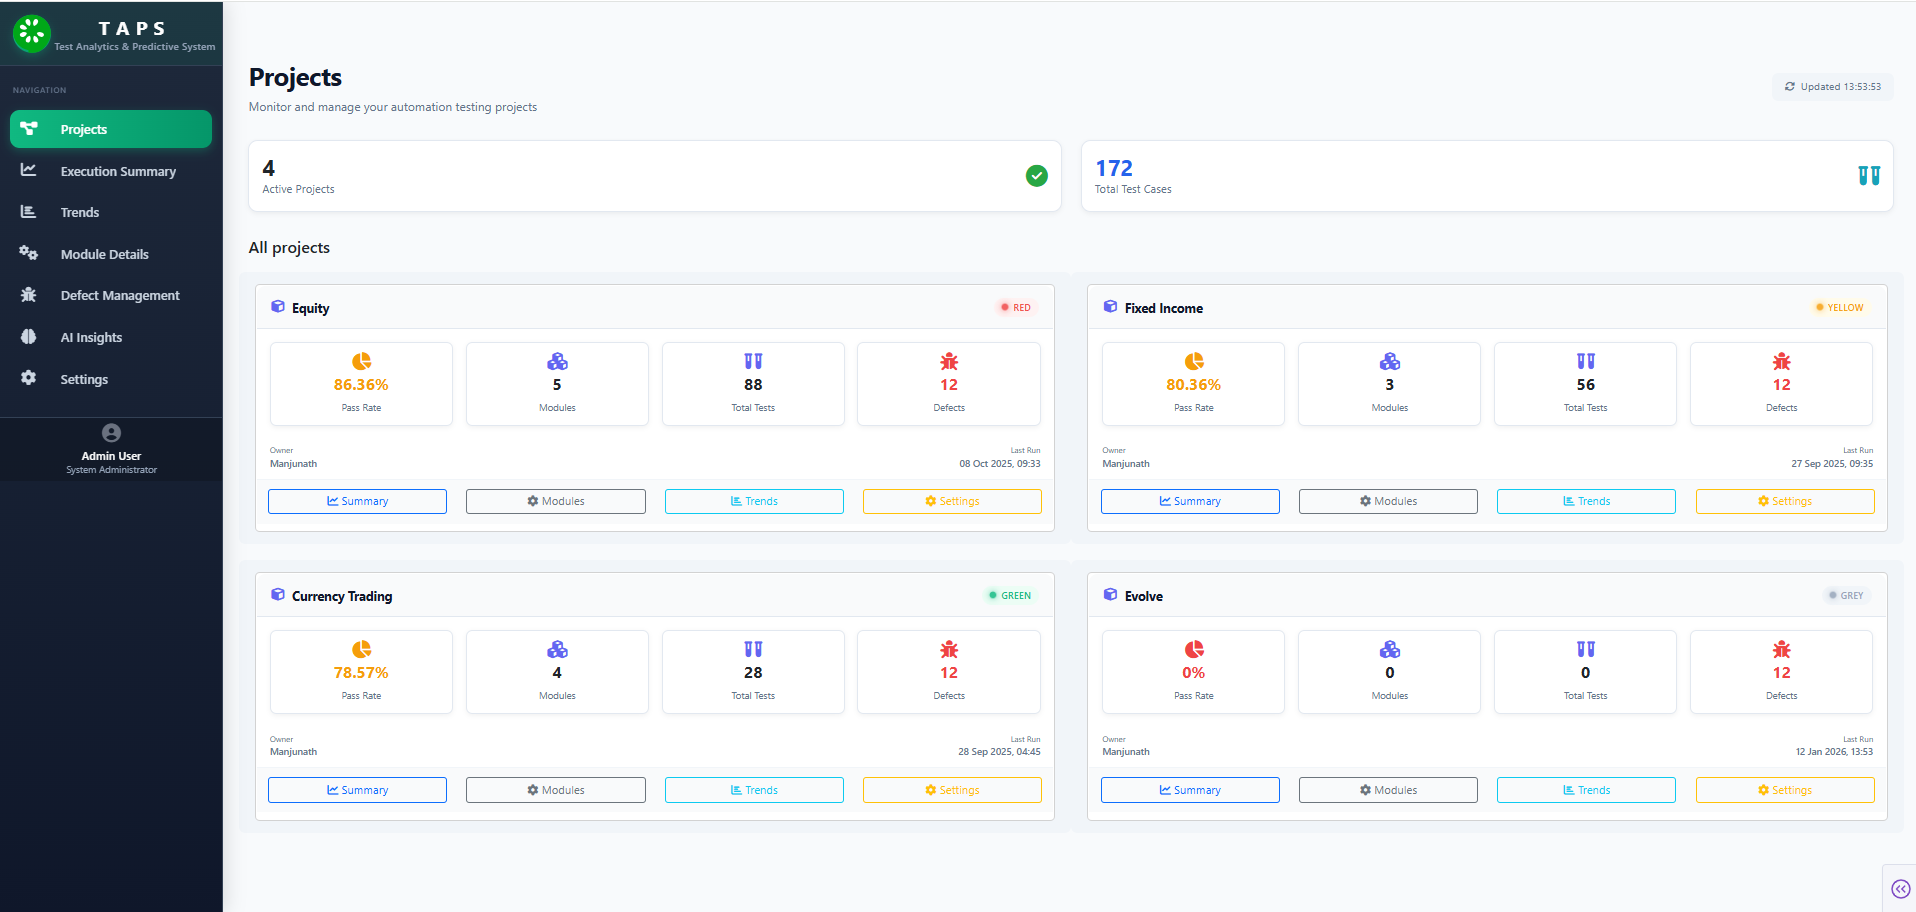 TAPS
Test Analytics & Predictive System
NAVIGATION
Projects
Execution Summary
Trends
Module Details
Defect Management
AI Insights
Settings
Admin User
System Administrator
Projects
Monitor and manage your automation testing projects
Updated 13:53:53
4
Active Projects
172
Total Test Cases
All projects
Equity
RED
86.36%
Pass Rate
5
Modules
88
Total Tests
12
Defects
Owner
Manjunath
Last Run
08 Oct 2025, 09:33
Summary
Modules
Trends
Settings
Fixed Income
YELLOW
80.36%
Pass Rate
3
Modules
56
Total Tests
12
Defects
Owner
Manjunath
Last Run
27 Sep 2025, 09:35
Summary
Modules
Trends
Settings
Currency Trading
GREEN
78.57%
Pass Rate
4
Modules
28
Total Tests
12
Defects
Owner
Manjunath
Last Run
28 Sep 2025, 04:45
Summary
Modules
Trends
Settings
Evolve
GREY
0%
Pass Rate
0
Modules
0
Total Tests
12
Defects
Owner
Manjunath
Last Run
12 Jan 2026, 13:53
Summary
Modules
Trends
Settings